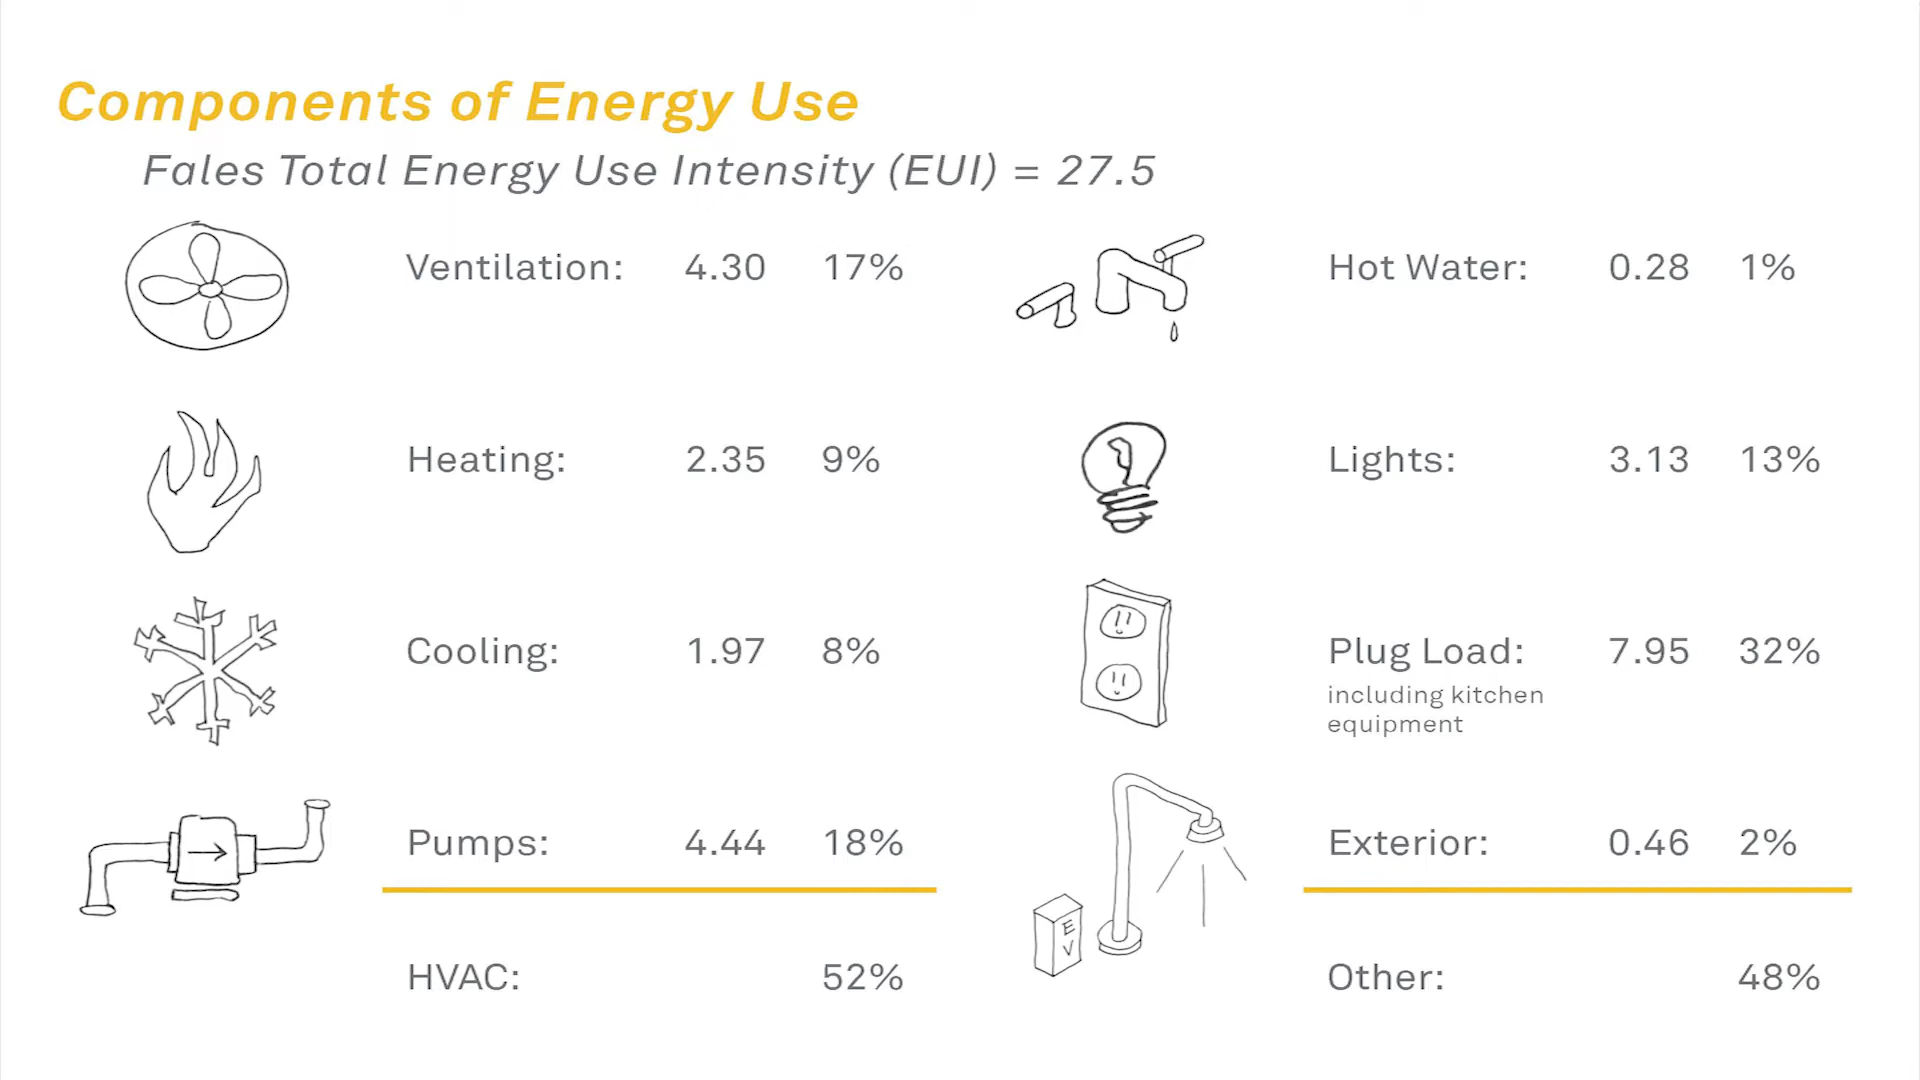 Components of Energy Use
Fales Total Energy Use Intensity (EUI) = 27.5
Ventilation: 4.30 17%
Heating: 2.35 9%
Cooling: 1.97 8%
Pumps: 4.44 18%
HVAC: 52%
Hot Water: 0.28 1%
Lights: 3.13 13%
Plug Load: 7.95 32%
including kitchen
equipment
Exterior: 0.46 2%
EV
Other: 48%